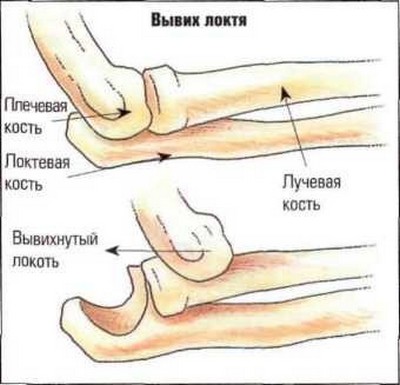 Вывих локтя
Плечевая
кость
Локтевая
кость
Лучевая
кость
Вывихнутый
локоть